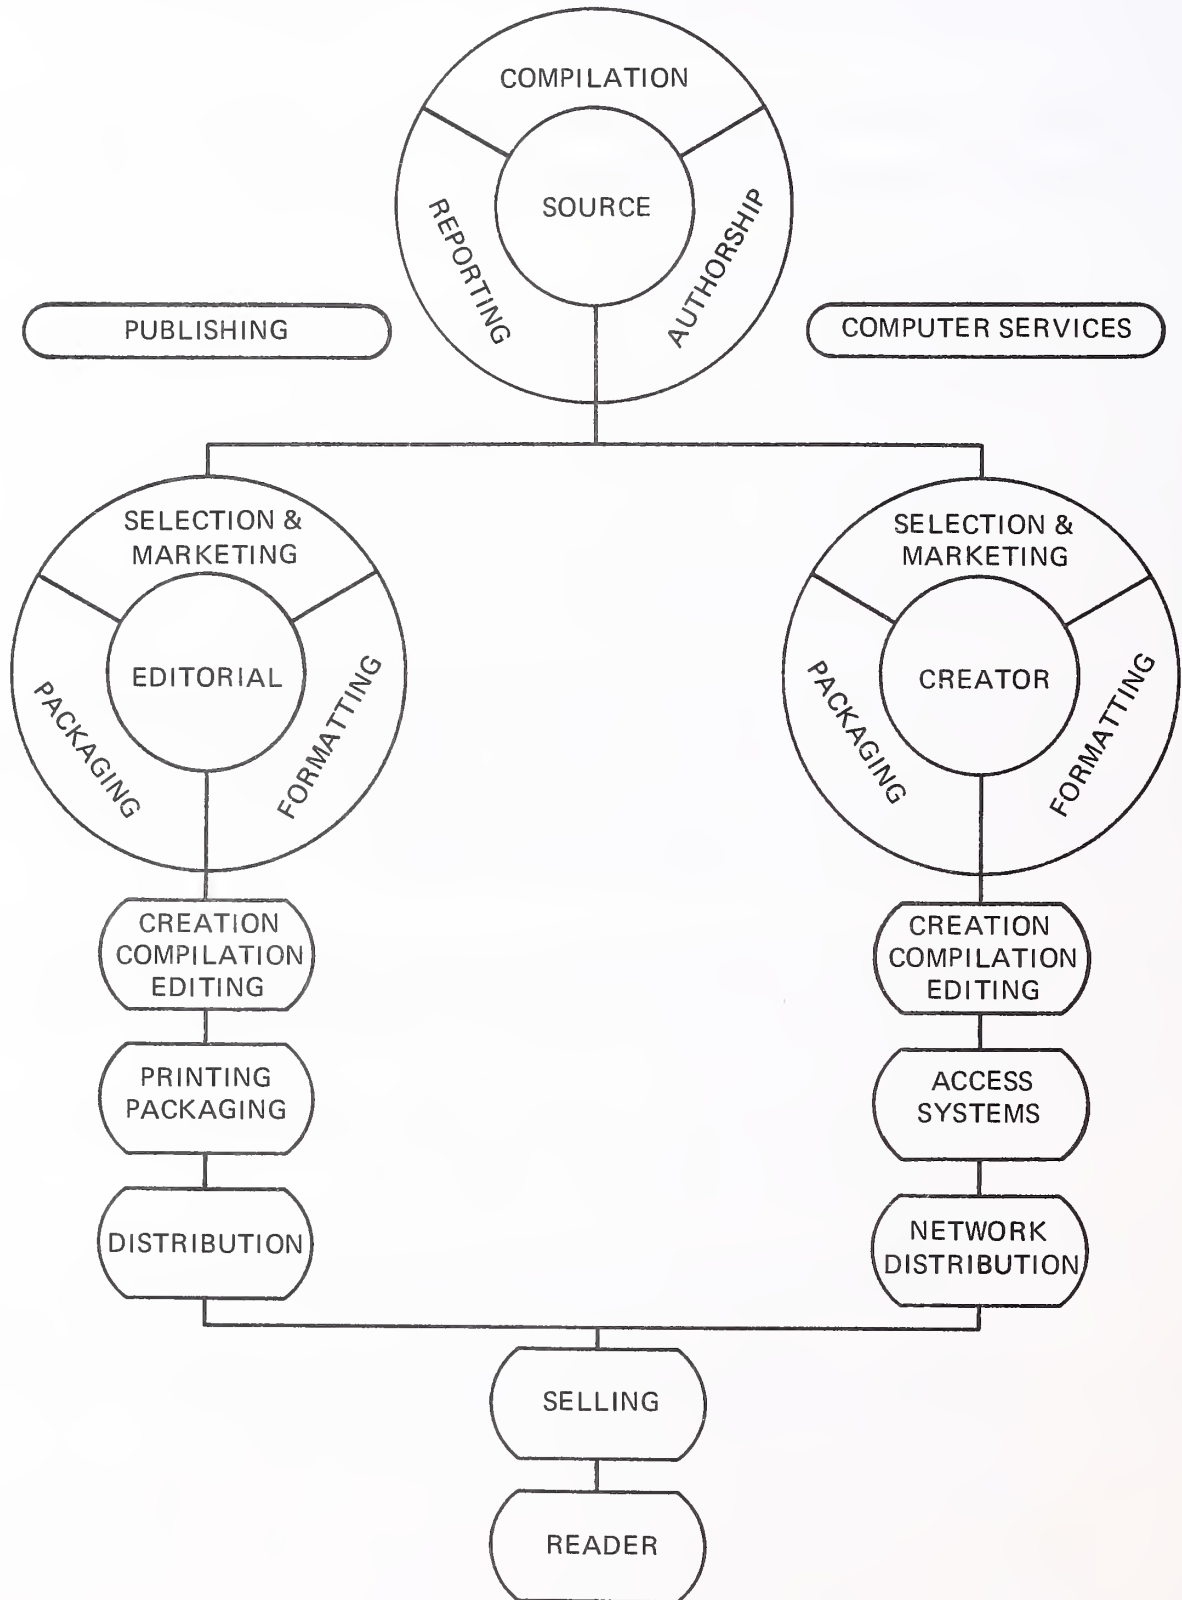 COMPILATION
SOURCE
REPORTING
AUTHORSHIP
PUBLISHING
COMPUTER SERVICES
SELECTION &
MARKETING
EDITORIAL
PACKAGING
FORMATTING
CREATION
COMPILATION
EDITING
PRINTING
PACKAGING
DISTRIBUTION
SELECTION &
MARKETING
CREATOR
PACKAGING
FORMATTING
CREATION
COMPILATION
EDITING
ACCESS
SYSTEMS
NETWORK
DISTRIBUTION
SELLING
READER